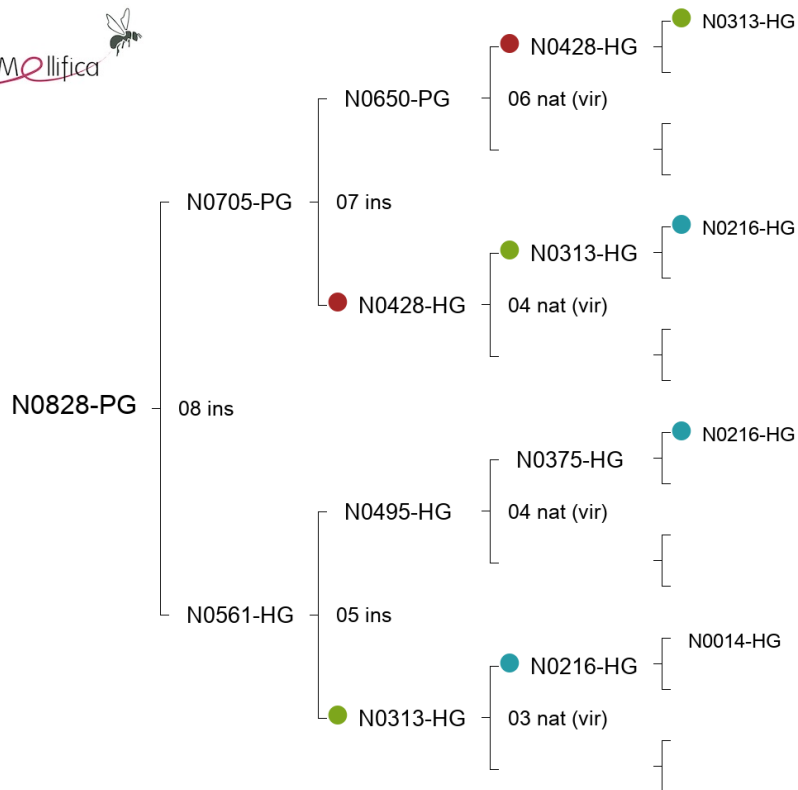 N0313-HG
N0428-HG
Mellifica
N0650-PG
06 nat (vir)
N0705-PG
07 ins
N0216-HG
N0313-HG
N0428-HG
04 nat (vir)
N0828-PG
08 ins
N0216-HG
N0375-HG
N0495-HG
04 nat (vir)
N0561-HG
05 ins
N0014-HG
N0216-HG
N0313-HG
03 nat (vir)